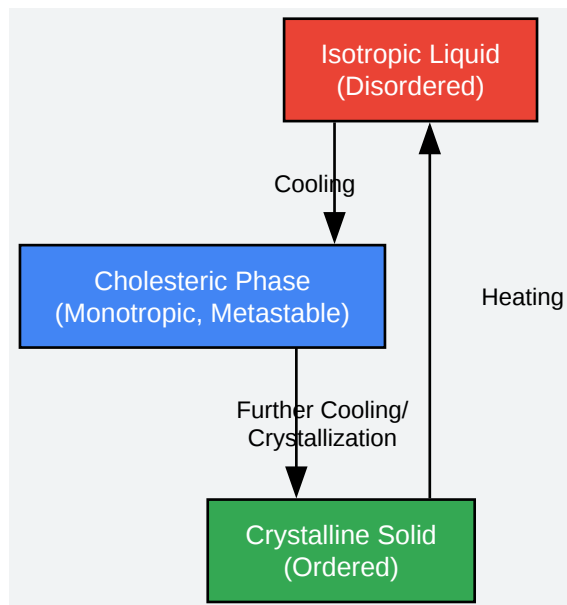 Isotropic Liquid
(Disordered)
Cooling
Cholesteric Phase
(Monotropic, Metastable)
Heating
Further Cooling/
Crystallization
Crystalline Solid
(Ordered)